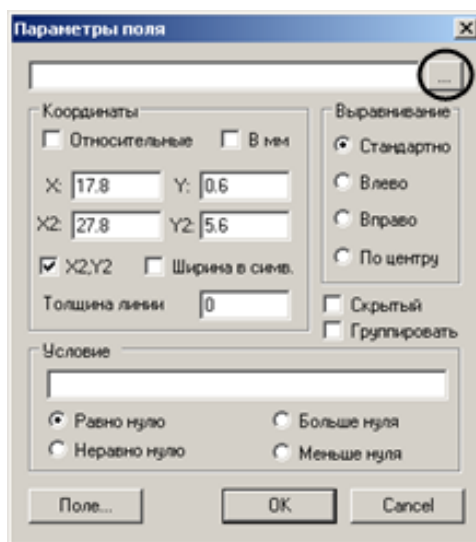 Параметры поля
...
Координаты
Относительные В мм
X: 17.8 Y: 0.6
X2: 27.8 Y2: 5.6
X2,Y2 Ширина в симв.
Толщина линии 0
Выравнивание
Стандартно
Влево
Вправо
По центру
Скрытый
Группировать
Условие
Равно нулю Больше нуля
Неравно нулю Меньше нуля
Поле... OK Cancel